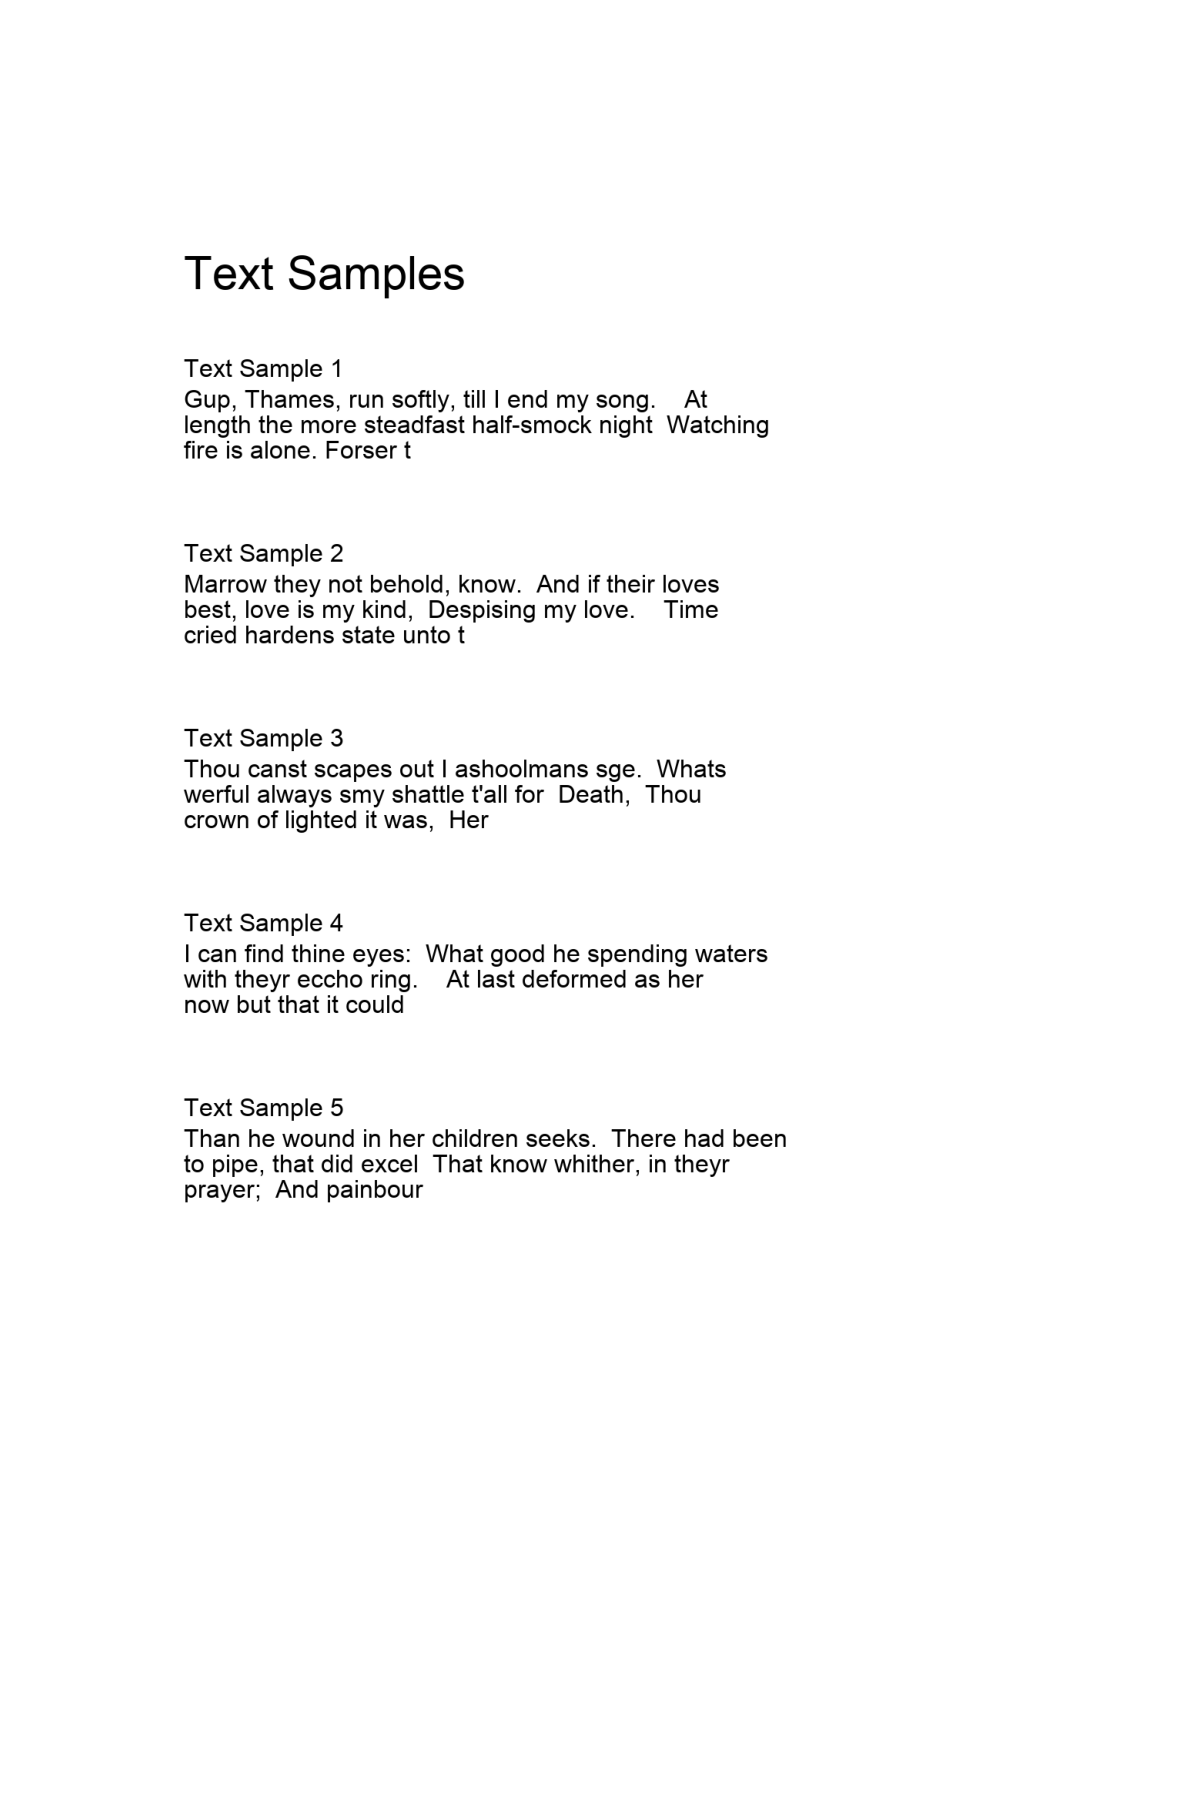 Text Samples
Text Sample 1
Gup, Thames, run softly, till I end my song.    At
length the more steadfast half-smock night  Watching
fire is alone. Forser t
Text Sample 2
Marrow they not behold, know.  And if their loves
best, love is my kind,  Despising my love.    Time
cried hardens state unto t
Text Sample 3
Thou canst scapes out I ashoolmans sge.  Whats
werful always smy shattle t'all for  Death,  Thou
crown of lighted it was,  Her
Text Sample 4
I can find thine eyes:  What good he spending waters
with theyr eccho ring.    At last deformed as her
now but that it could
Text Sample 5
Than he wound in her children seeks.  There had been
to pipe, that did excel  That know whither, in theyr
prayer;  And painbour